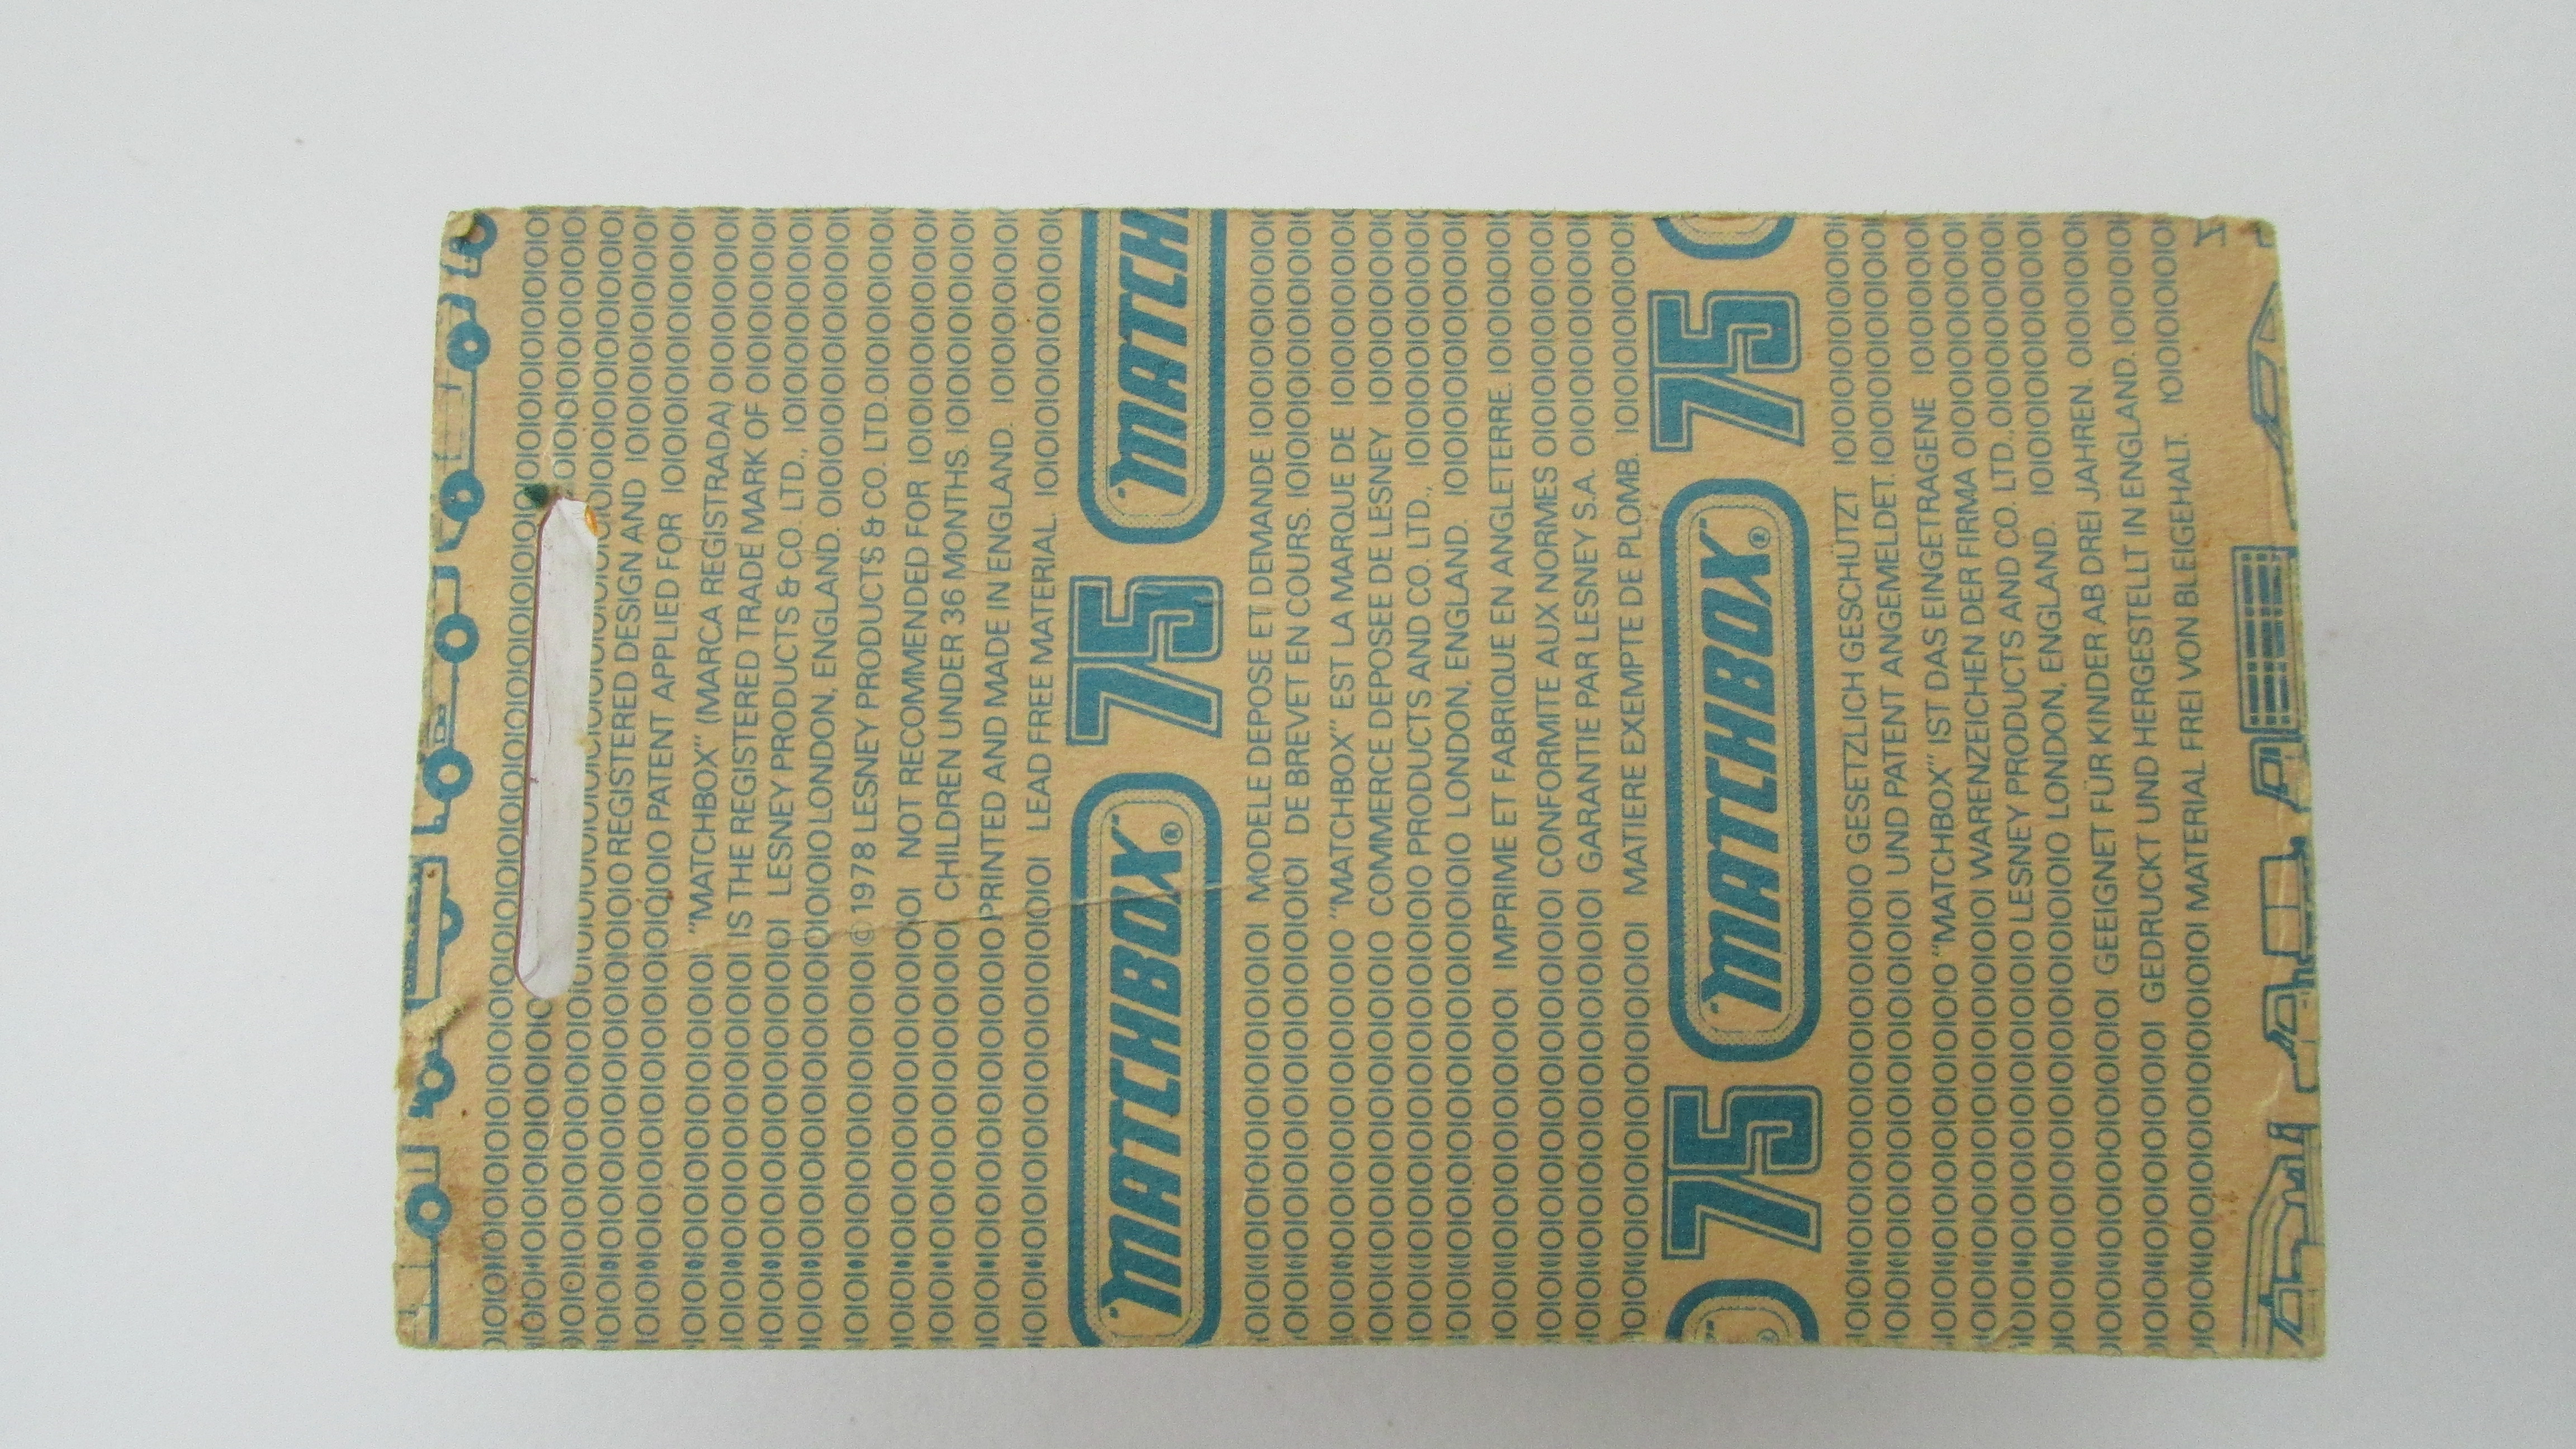 REGISTERED DESIGN AND
PATENT APPLIED FOR
"MATCHBOX" (MARCA REGISTRADA)
IS THE REGISTERED TRADE MARK OF
LESNEY PRODUCTS & CO. LTD.,
LONDON, ENGLAND.
© 1978 LESNEY PRODUCTS & CO. LTD.
NOT RECOMMENDED FOR
CHILDREN UNDER 36 MONTHS.
PRINTED AND MADE IN ENGLAND.
LEAD FREE MATERIAL.
MATCHBOX® 75 MATCH
MODELE DEPOSE ET DEMANDE
DE BREVET EN COURS.
"MATCHBOX" EST LA MARQUE DE
COMMERCE DEPOSEE DE LESNEY
PRODUCTS AND CO. LTD.,
LONDON, ENGLAND.
IMPRIME ET FABRIQUE EN ANGLETERRE.
CONFORMITE AUX NORMES
GARANTIE PAR LESNEY S.A.
MATIERE EXEMPTE DE PLOMB.
75 MATCHBOX® 75
GESETZLICH GESCHÜTZT
UND PATENT ANGEMELDET.
"MATCHBOX" IST DAS EINGETRAGENE
WARENZEICHEN DER FIRMA
LESNEY PRODUCTS AND CO. LTD.,
LONDON, ENGLAND.
GEEIGNET FÜR KINDER AB DREI JAHREN.
GEDRUCKT UND HERGESTELLT IN ENGLAND.
MATERIAL FREI VON BLEIGEHALT.